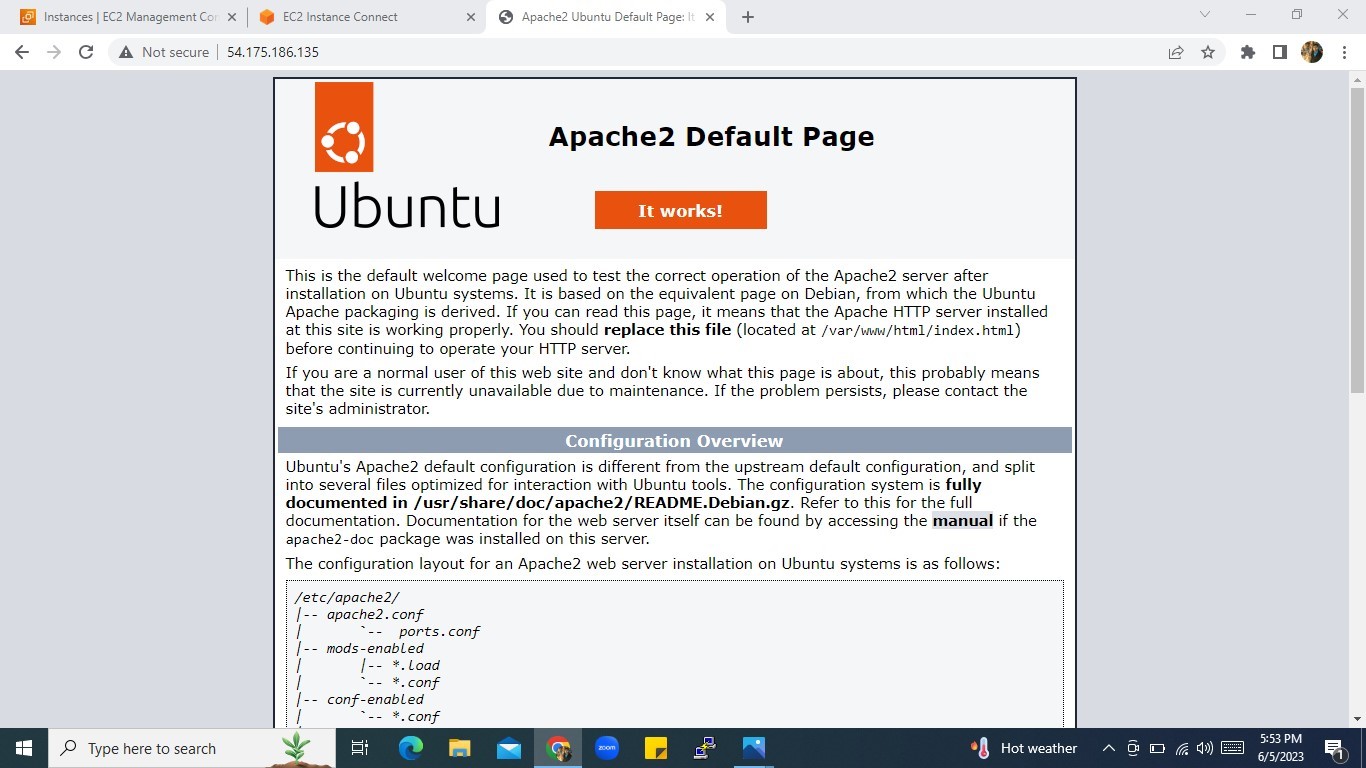 Instances | EC2 Management Con
EC2 Instance Connect
Apache2 Ubuntu Default Page: It
Not secure
54.175.186.135
Ubuntu
Apache2 Default Page
It works!
This is the default welcome page used to test the correct operation of the Apache2 server after
installation on Ubuntu systems. It is based on the equivalent page on Debian, from which the Ubuntu
Apache packaging is derived. If you can read this page, it means that the Apache HTTP server installed
at this site is working properly. You should replace this file (located at /var/www/html/index.html)
before continuing to operate your HTTP server.
If you are a normal user of this web site and don't know what this page is about, this probably means
that the site is currently unavailable due to maintenance. If the problem persists, please contact the
site's administrator.
Configuration Overview
Ubuntu's Apache2 default configuration is different from the upstream default configuration, and split
into several files optimized for interaction with Ubuntu tools. The configuration system is fully
documented in /usr/share/doc/apache2/README.Debian.gz. Refer to this for the full
documentation. Documentation for the web server itself can be found by accessing the manual if the
apache2-doc package was installed on this server.
The configuration layout for an Apache2 web server installation on Ubuntu systems is as follows:
/etc/apache2/
|-- apache2.conf
|       `--  ports.conf
|-- mods-enabled
|       |-- *.load
|       `-- *.conf
|-- conf-enabled
|       `-- *.conf
Type here to search
zoom
Hot weather
5:53 PM
6/5/2023
1